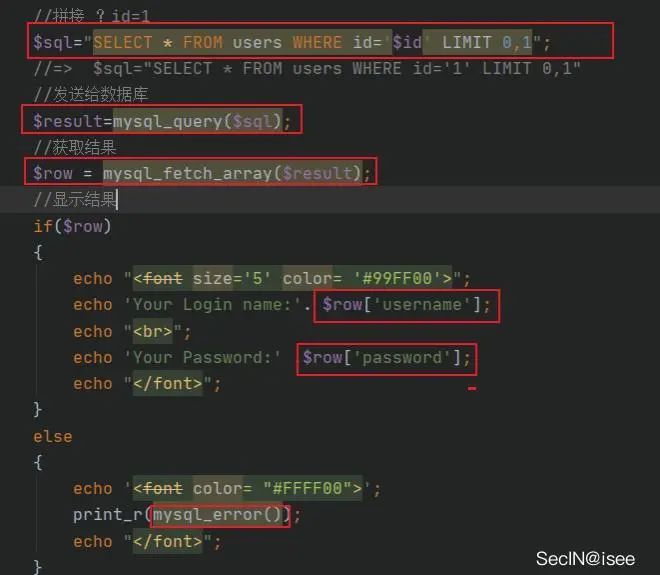 //拼接 ？id=1
$sql="SELECT * FROM users WHERE id='$id' LIMIT 0,1";
//=>  $sql="SELECT * FROM users WHERE id='1' LIMIT 0,1"
//发送给数据库
$result=mysql_query($sql);
//获取结果
$row = mysql_fetch_array($result);
//显示结果
if($row)
{
echo "<font size='5' color= '#99FF00'>";
echo 'Your Login name:'. $row['username'];
echo "<br>";
echo 'Your Password:' .$row['password'];
echo "</font>";
}
else
{
echo '<font color= "#FFFF00">';
print_r(mysql_error());
echo "</font>";
}
SecIN@isee